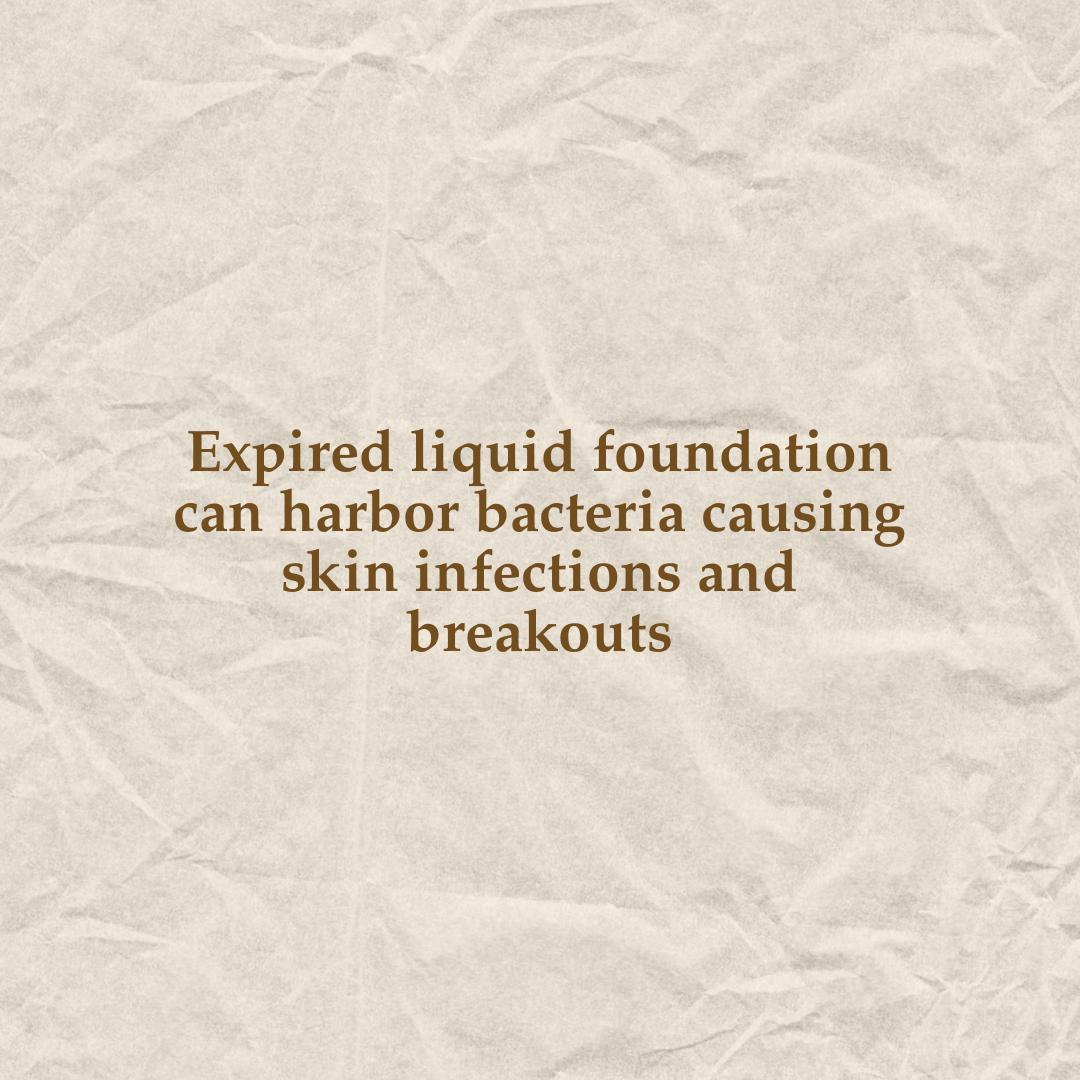 Expired liquid foundation
can harbor bacteria causing
skin infections and
breakouts